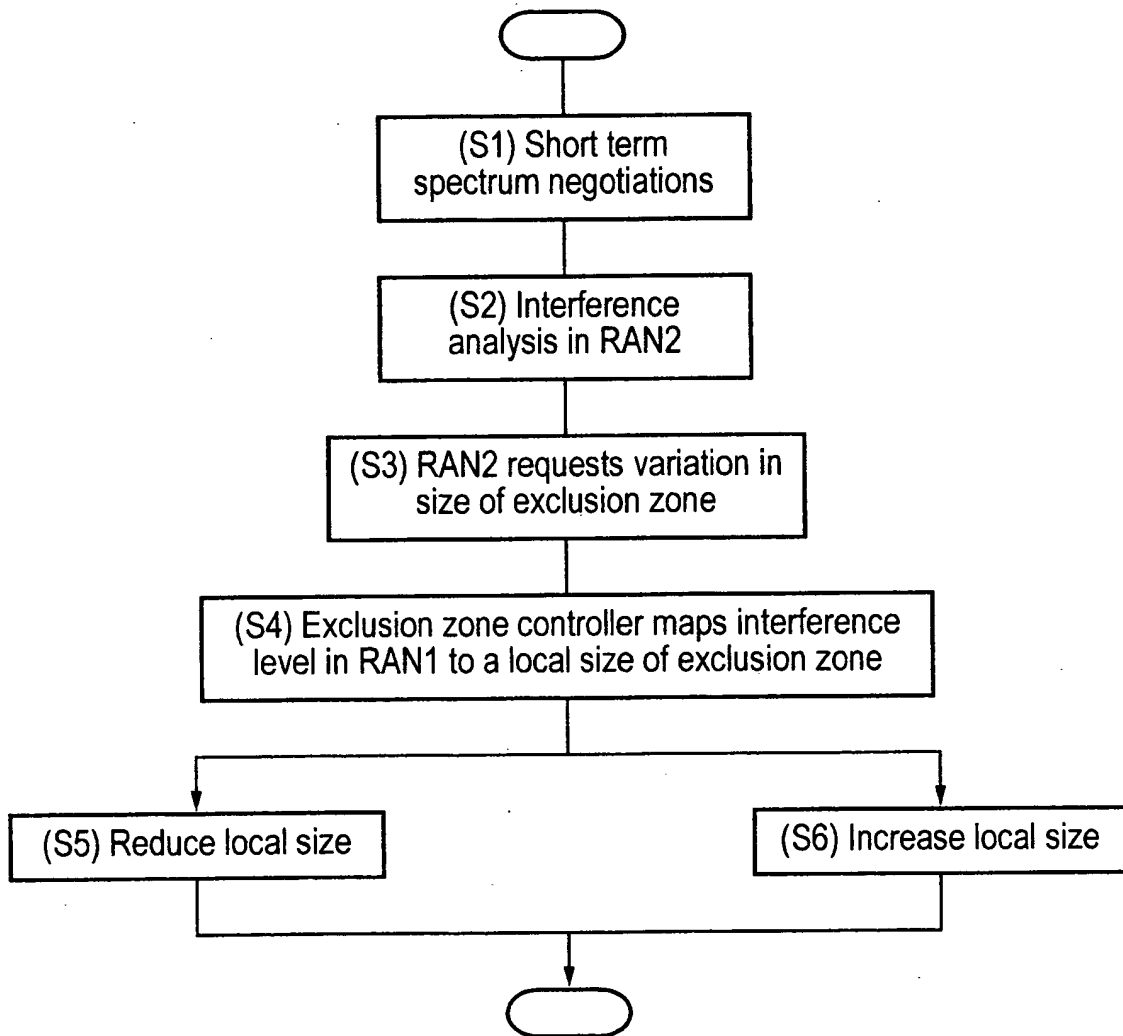 (S1) Short term
spectrum negotiations
(S2) Interference
analysis in RAN2
(S3) RAN2 requests variation in
size of exclusion zone
(S4) Exclusion zone controller maps interference
level in RAN1 to a local size of exclusion zone
(S5) Reduce local size
(S6) Increase local size